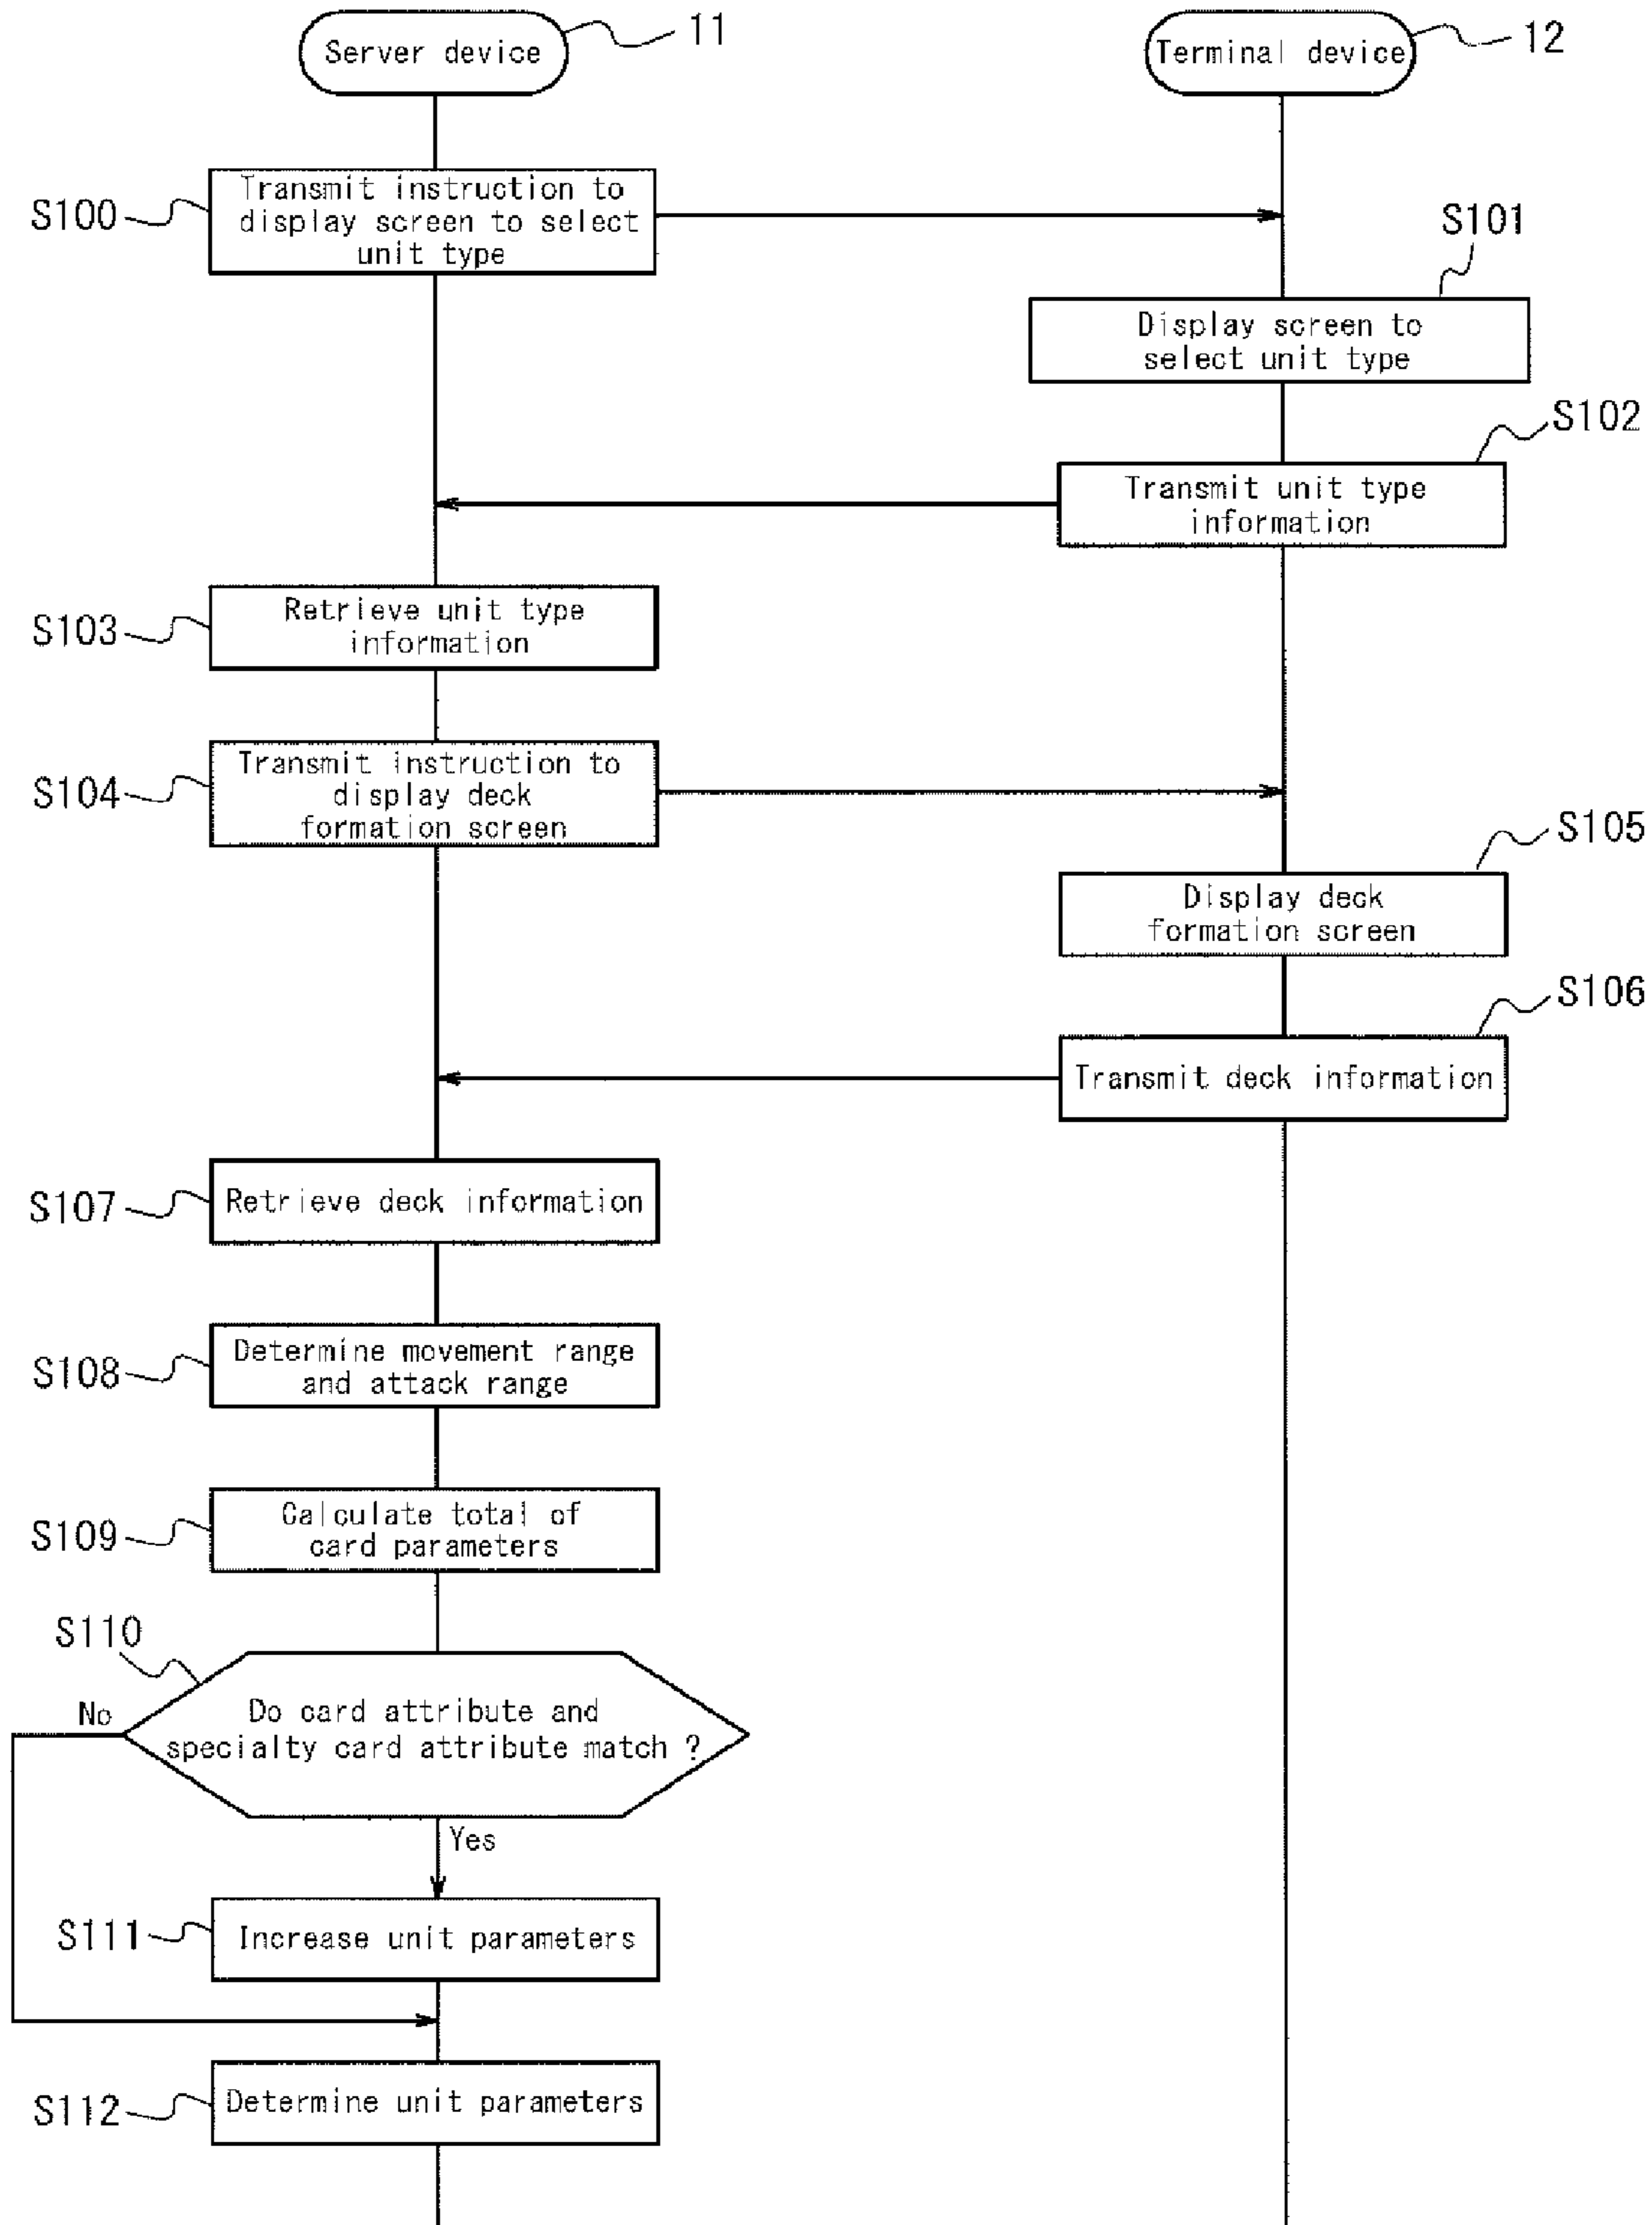 Server device
11
Terminal device
12
S100
Transmit instruction to
display screen to select
unit type
S101
Display screen to
select unit type
S102
Transmit unit type
information
S103
Retrieve unit type
information
S104
Transmit instruction to
display deck
formation screen
S105
Display deck
formation screen
S106
Transmit deck information
S107
Retrieve deck information
S108
Determine movement range
and attack range
S109
Calculate total of
card parameters
S110
No
Do card attribute and
specialty card attribute match ?
Yes
S111
Increase unit parameters
S112
Determine unit parameters